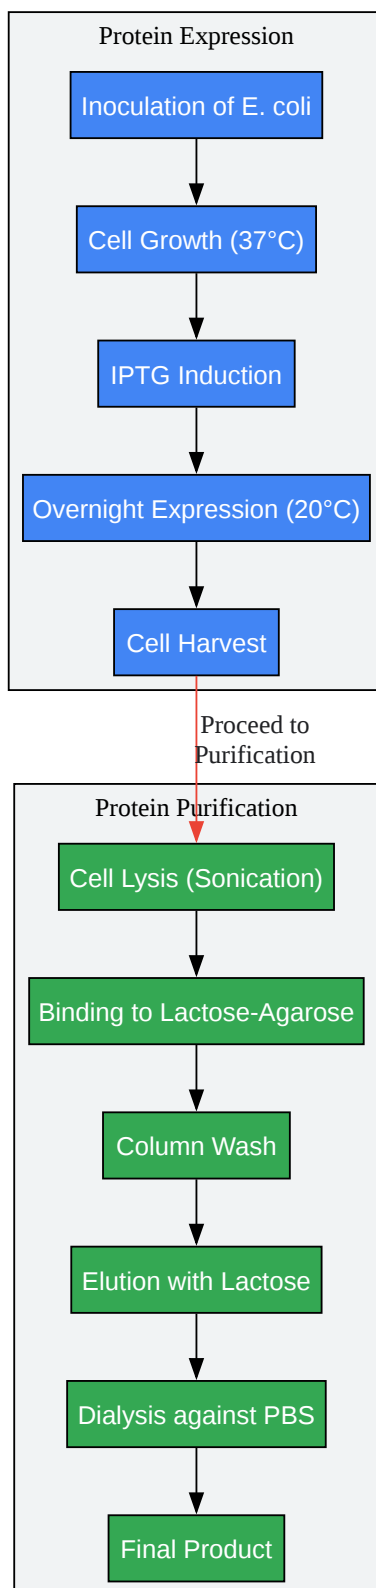 Protein Expression
Inoculation of E. coli
Cell Growth (37°C)
IPTG Induction
Overnight Expression (20°C)
Cell Harvest
Proceed to
Purification
Protein Purification
Cell Lysis (Sonication)
Binding to Lactose-Agarose
Column Wash
Elution with Lactose
Dialysis against PBS
Final Product